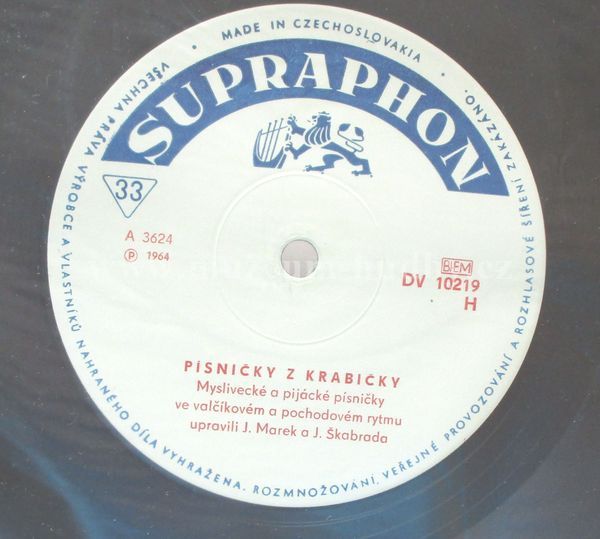 • MADE IN CZECHOSLOVAKIA •
SUPRAPHON
33
A 3624
Ⓟ 1964
BIEM
DV 10219
H
PÍSNIČKY Z KRABIČKY
Myslivecké a pijácké písničky
ve valčíkovém a pochodovém rytmu
upravili J. Marek a J. Škabrada
VŠECHNA PRÁVA VÝROBCE A VLASTNÍKŮ NAHRANÉHO DÍLA VYHRAŽENA. ROZMNOŽOVÁNÍ, VEŘEJNÉ PROVOZOVÁNÍ A ROZHLASOVÉ ŠÍRENÍ ZAKÁZÁNO.